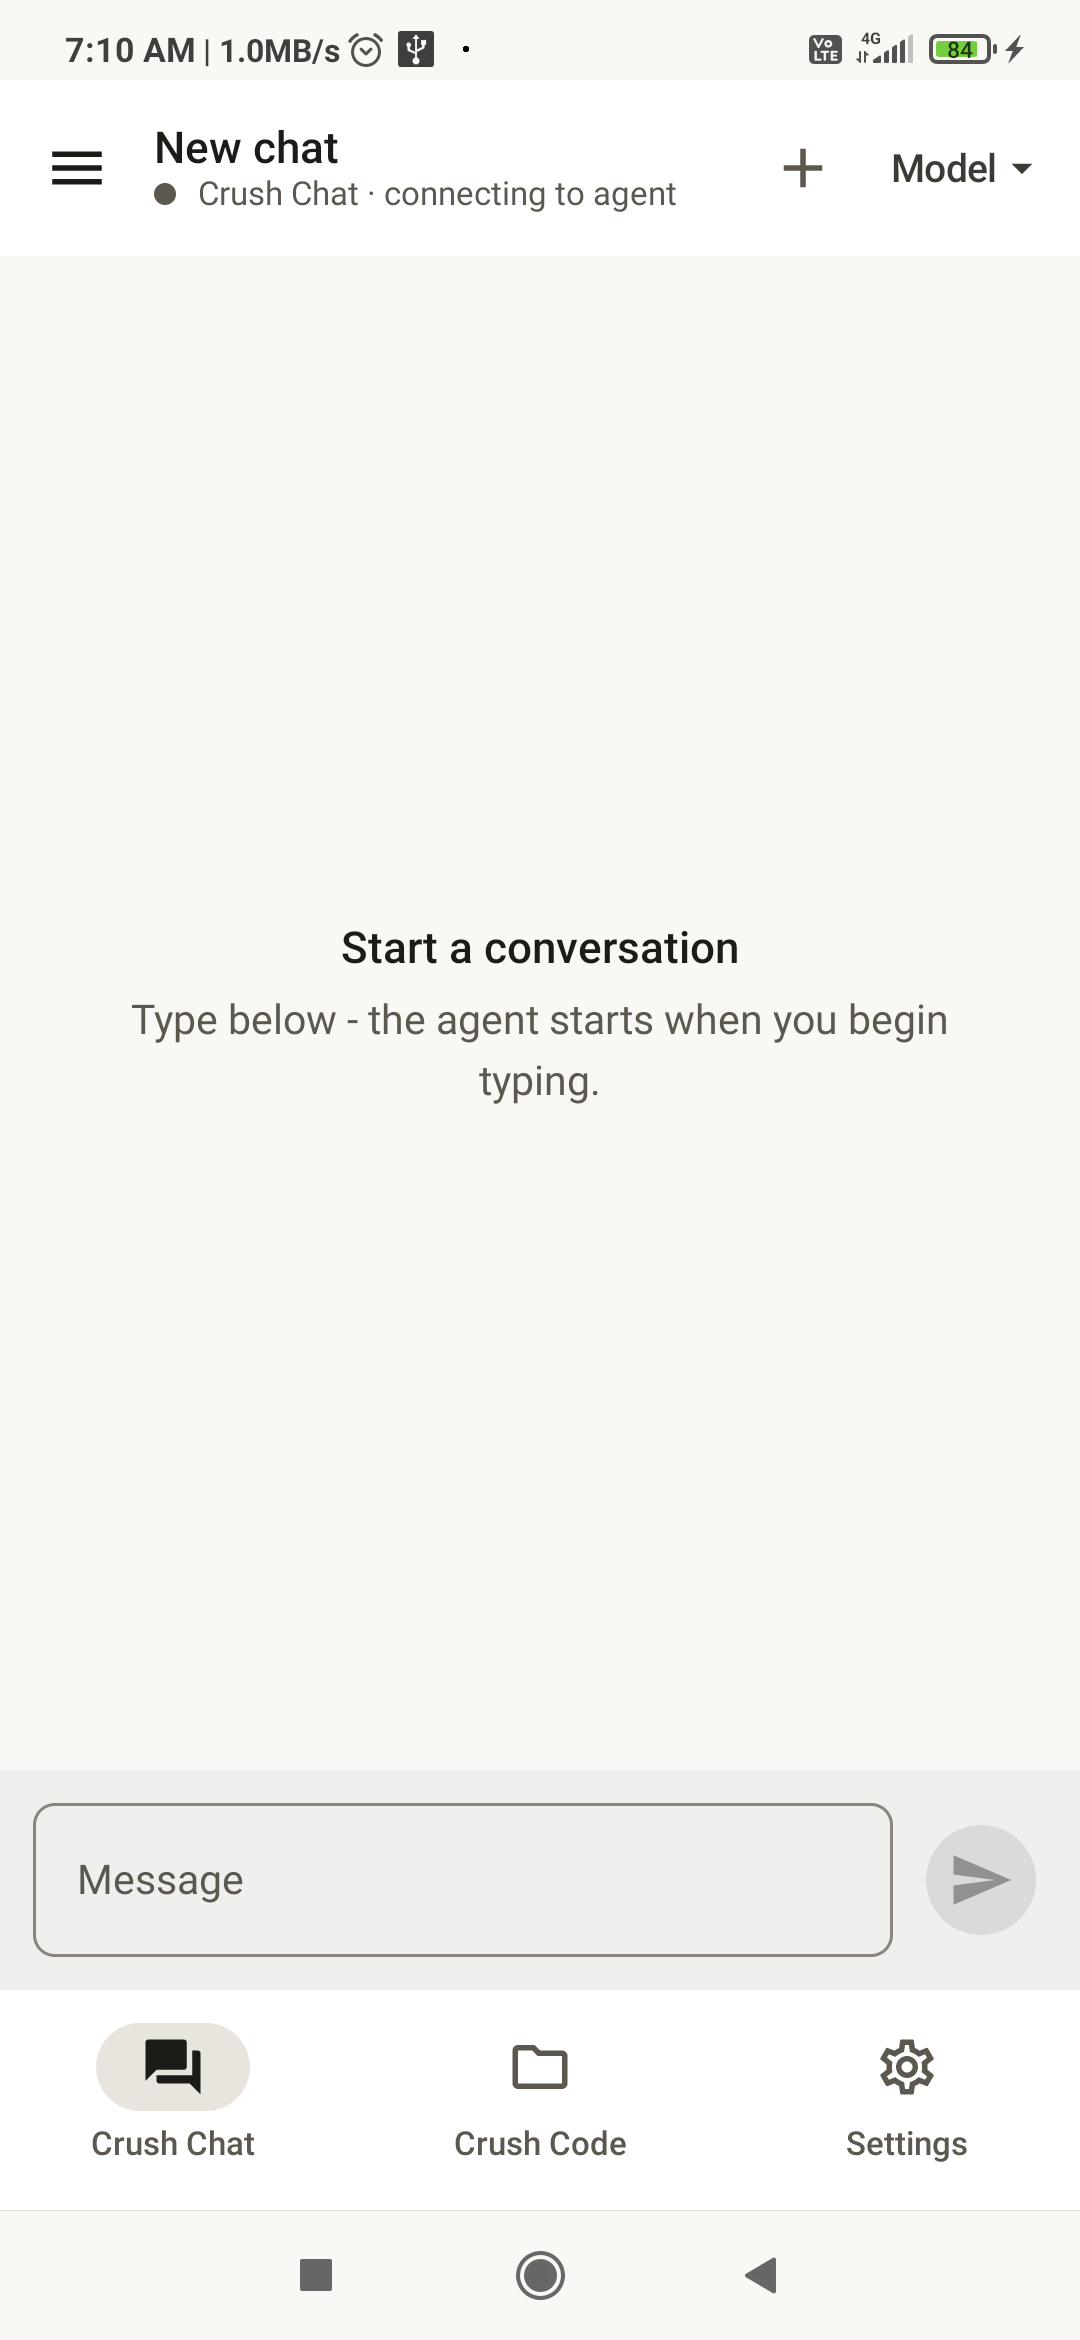 7:10 AM | 1.0MB/s
Vo LTE 4G 84
New chat
Crush Chat · connecting to agent
Model
Start a conversation
Type below - the agent starts when you begin
typing.
Message
Crush Chat
Crush Code
Settings